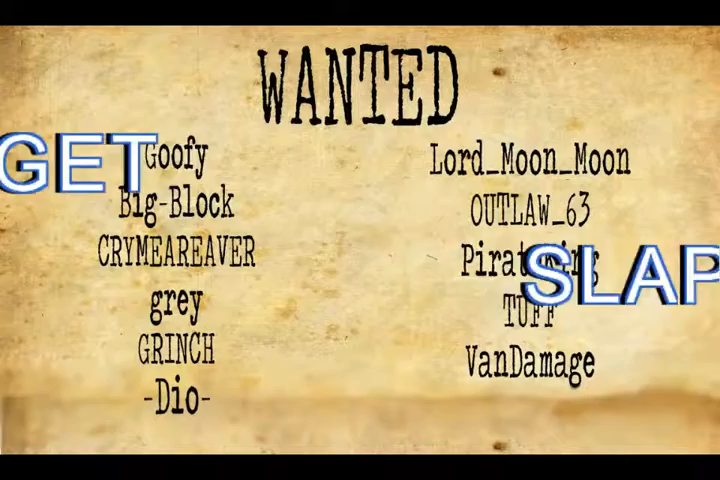 WANTED
GET
Goofy
Big-Block
CRYMEAREAVER
grey
GRINCH
-Dio-
Lord_Moon_Moon
OUTLAW_63
SLAP
TUFF
VanDamage